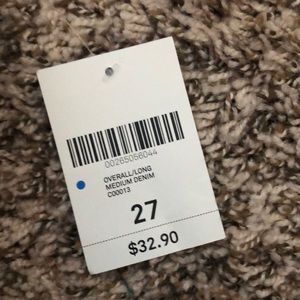 00265056044
OVERALL/LONG
MEDIUM DENIM
C00013
27
$32.90